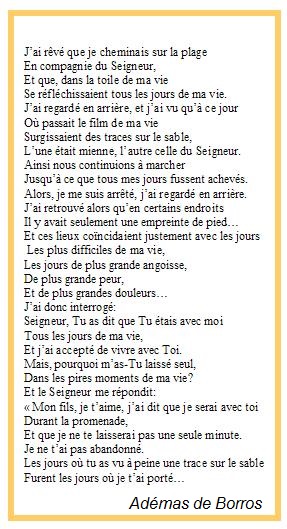 J'ai rêvé que je cheminais sur la plage
En compagnie du Seigneur,
Et que, dans la toile de ma vie
Se réfléchissaient tous les jours de ma vie.
J'ai regardé en arrière, et j'ai vu qu'à ce jour
Où passait le film de ma vie
Surgissaient des traces sur le sable,
L'une était mienne, l'autre celle du Seigneur.
Ainsi nous continuions à marcher
Jusqu'à ce que tous mes jours fussent achevés.
Alors, je me suis arrêté, j'ai regardé en arrière.
J'ai retrouvé alors qu'en certains endroits
Il y avait seulement une empreinte de pied…
Et ces lieux coïncidaient justement avec les jours
Les plus difficiles de ma vie,
Les jours de plus grande angoisse,
De plus grande peur,
Et de plus grandes douleurs…
J'ai donc interrogé:
Seigneur, Tu as dit que Tu étais avec moi
Tous les jours de ma vie,
Et j'ai accepté de vivre avec Toi.
Mais, pourquoi m'as-Tu laissé seul,
Dans les pires moments de ma vie?
Et le Seigneur me répondit:
« Mon fils, je t'aime, j'ai dit que je serai avec toi
Durant la promenade,
Et que je ne te laisserai pas une seule minute.
Je ne t'ai pas abandonné.
Les jours où tu as vu à peine une trace sur le sable
Furent les jours où je t'ai porté…
Adémas de Borros